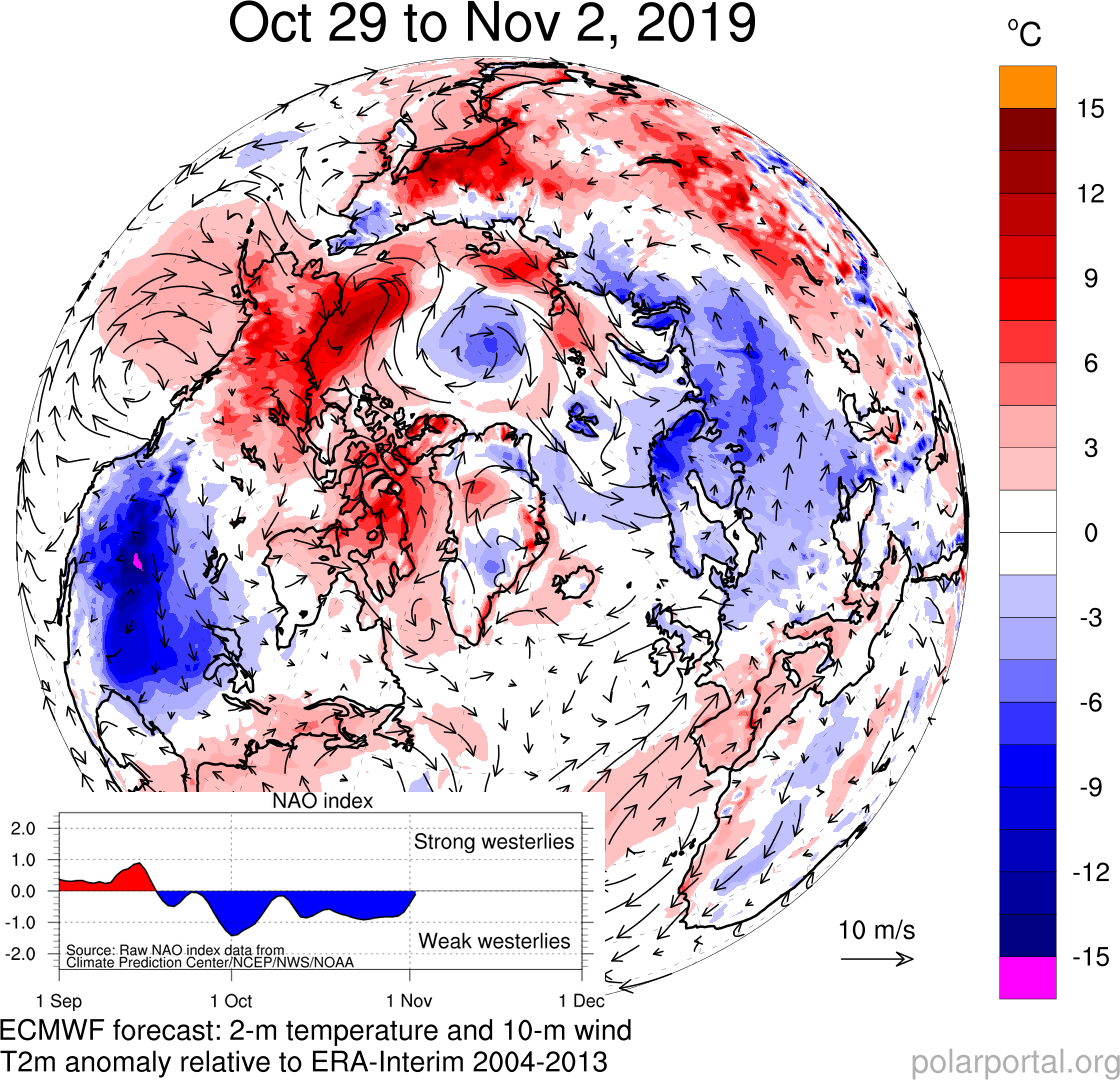 Oct 29 to Nov 2, 2019
°C
15
12
9
6
3
0
-3
-6
-9
-12
-15
10 m/s
NAO index
2.0
1.0
0.0
-1.0
-2.0
Strong westerlies
Weak westerlies
Source: Raw NAO index data from
Climate Prediction Center/NCEP/NWS/NOAA
1 Sep 1 Oct 1 Nov 1 Dec
ECMWF forecast: 2-m temperature and 10-m wind
T2m anomaly relative to ERA-Interim 2004-2013
polarportal.org